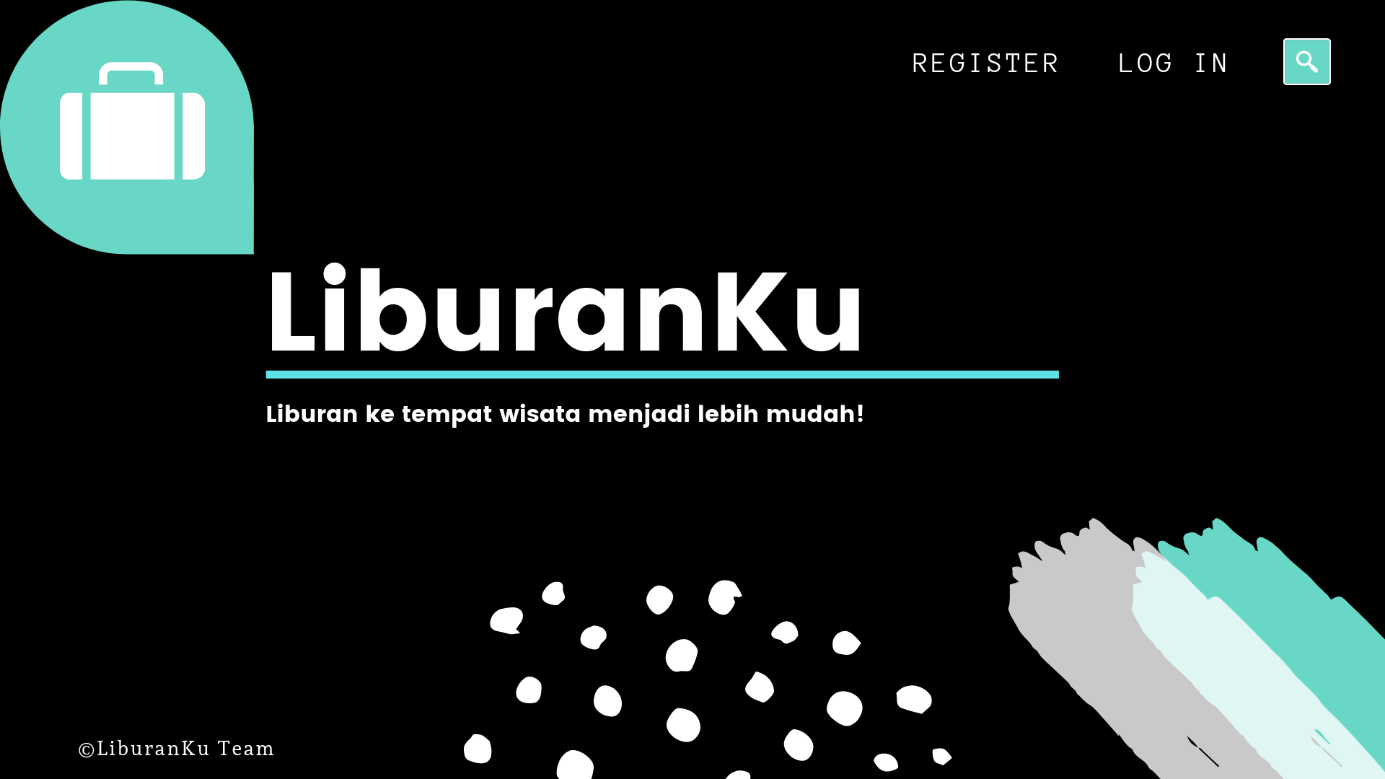 REGISTER LOG IN
LiburanKu
Liburan ke tempat wisata menjadi lebih mudah!
©LiburanKu Team